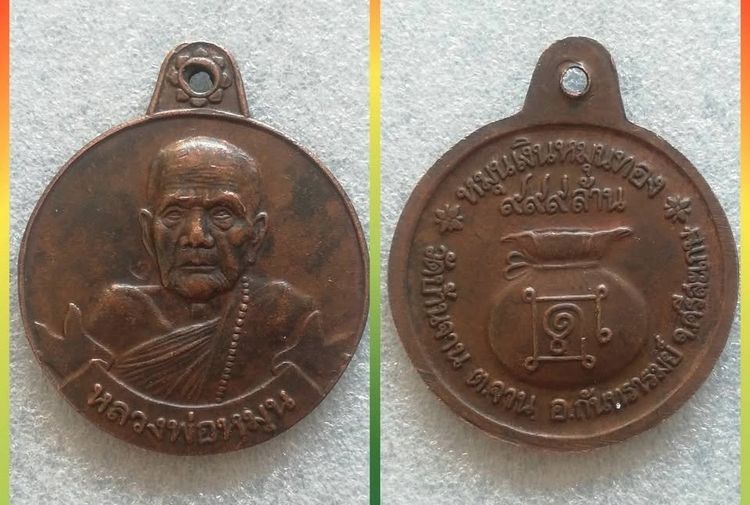 หลวงพ่อหมุน
หมุนเงินหมุนทอง
๙๙๙ล้าน
วัดบ้านจาน ต.จาน อ.กันทรารมย์ จ.ศรีสะเกษ